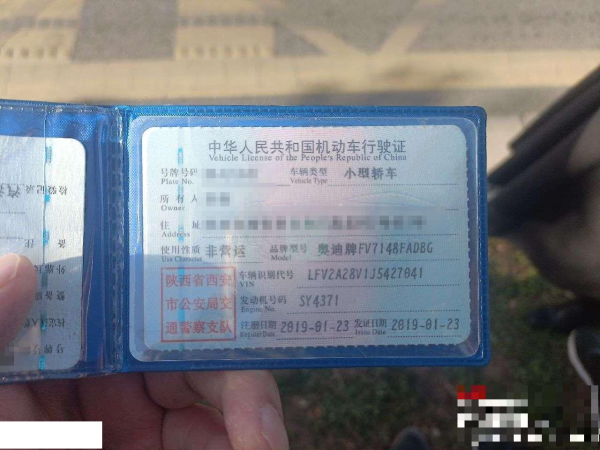 中华人民共和国机动车行驶证
Vehicle License of the People's Republic of China
号牌号码 车辆类型 小型轿车
Plate No. Vehicle Type
所有人
Owner
住址
Address
使用性质 非营运 品牌型号 奥迪牌FV7148FADBG
Use Character Model
车辆识别代号 LFV2A28V1J5427041
VIN
发动机号码 SY4371
Engine No.
注册日期 2019-01-23 发证日期 2019-01-23
Register Date Issue Date
陕西省西安
市公安局交
通警察支队